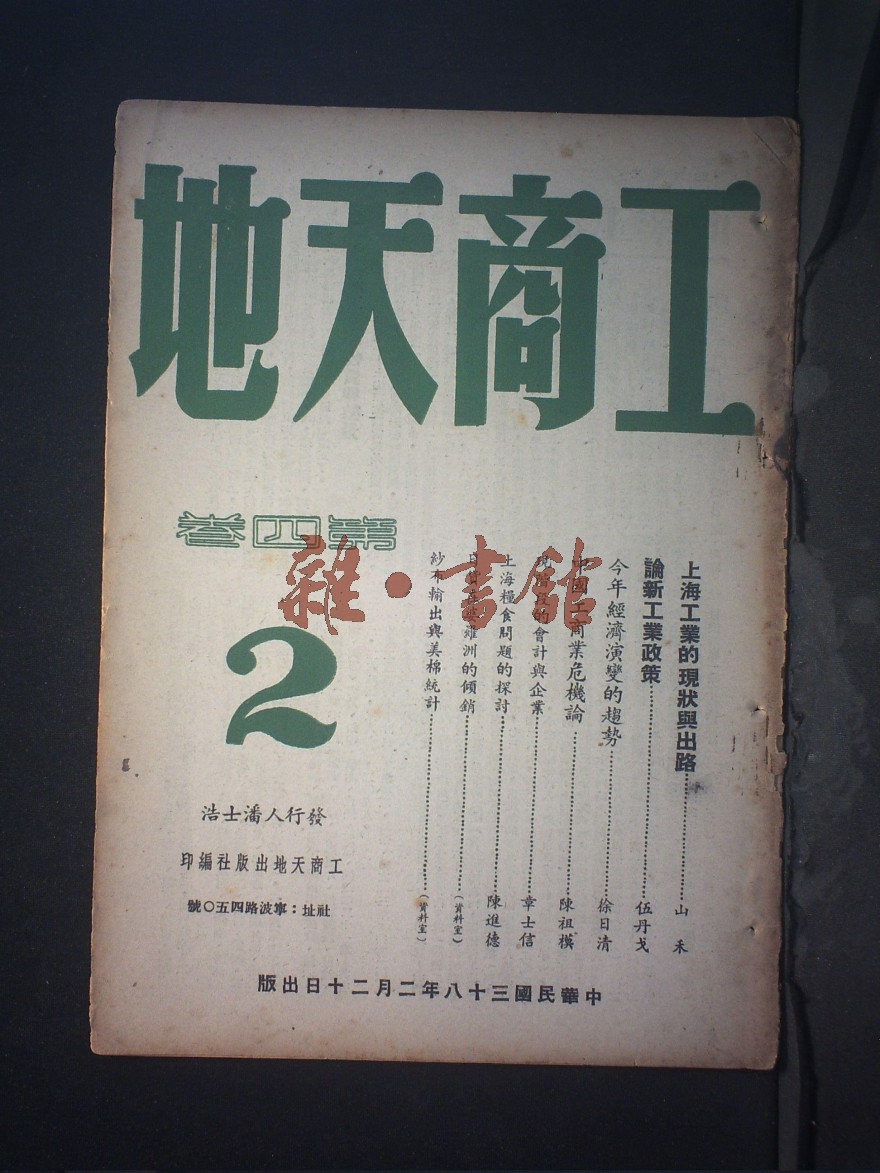 工商天地
第四卷
2
上海工業的現狀與出路 山禾
論新工業政策 伍丹戈
今年經濟演變的趨勢 徐日清
中國工商業危機論 陳祖模
的會計與企業 章士信
上海糧食問題的探討 陳進德
洲的傾銷 (資料室)
紗布輸出與美棉統計 (資料室)
發行人潘士浩
工商天地出版社編印
社址：寧波路四五〇號
中華民國三十八年二月二十日出版
雜·書館